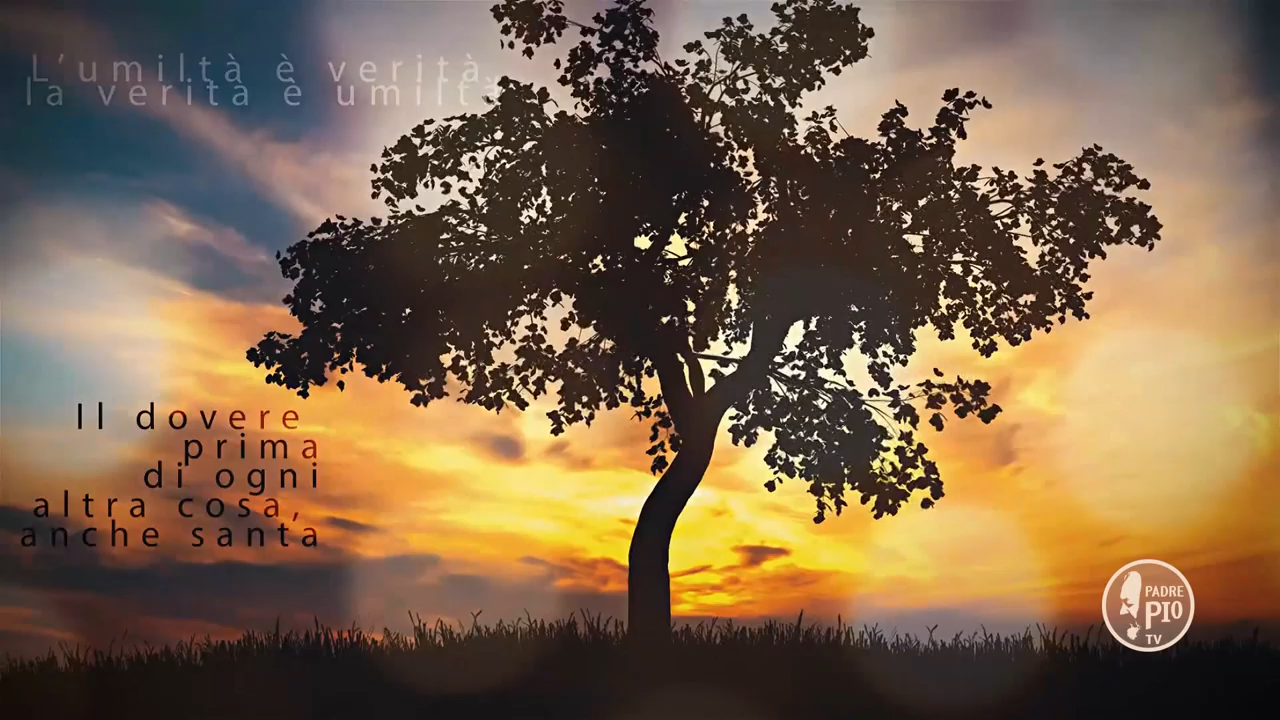 L'umiltà è verità,
la verità è umiltà
Il dovere
prima
di ogni
altra cosa,
anche santa
PADRE
PIO
TV